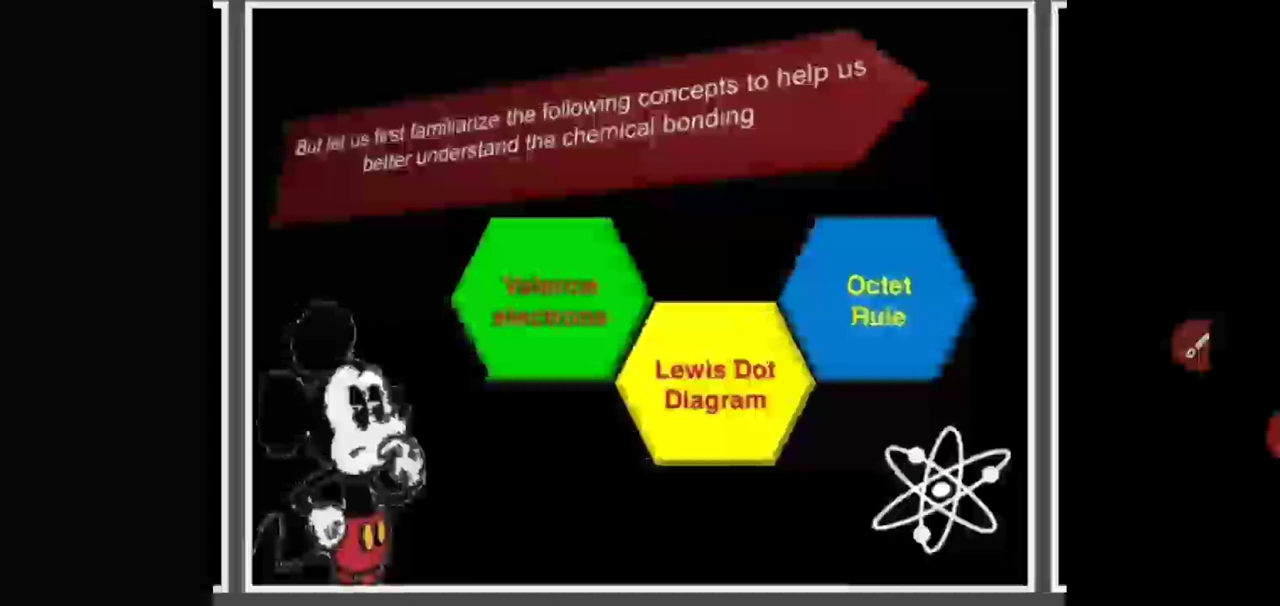 But let us first familiarize the following concepts to help us
better understand the chemical bonding
Valence
electrons
Lewis Dot
Diagram
Octet
Rule